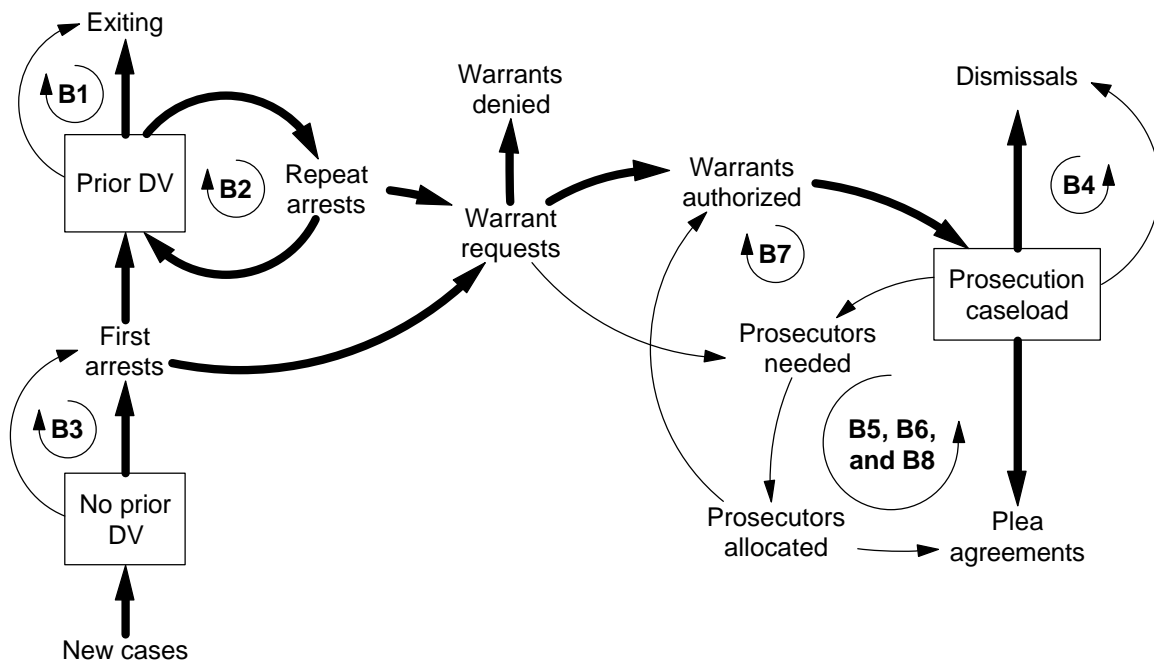 Exiting
B1
Prior DV
B2
Repeat
arrests
Warrants
denied
Warrant
requests
Warrants
authorized
B7
Dismissals
B4
Prosecution
caseload
Prosecutors
needed
B5, B6,
and B8
First
arrests
B3
No prior
DV
New cases
Prosecutors
allocated
Plea
agreements